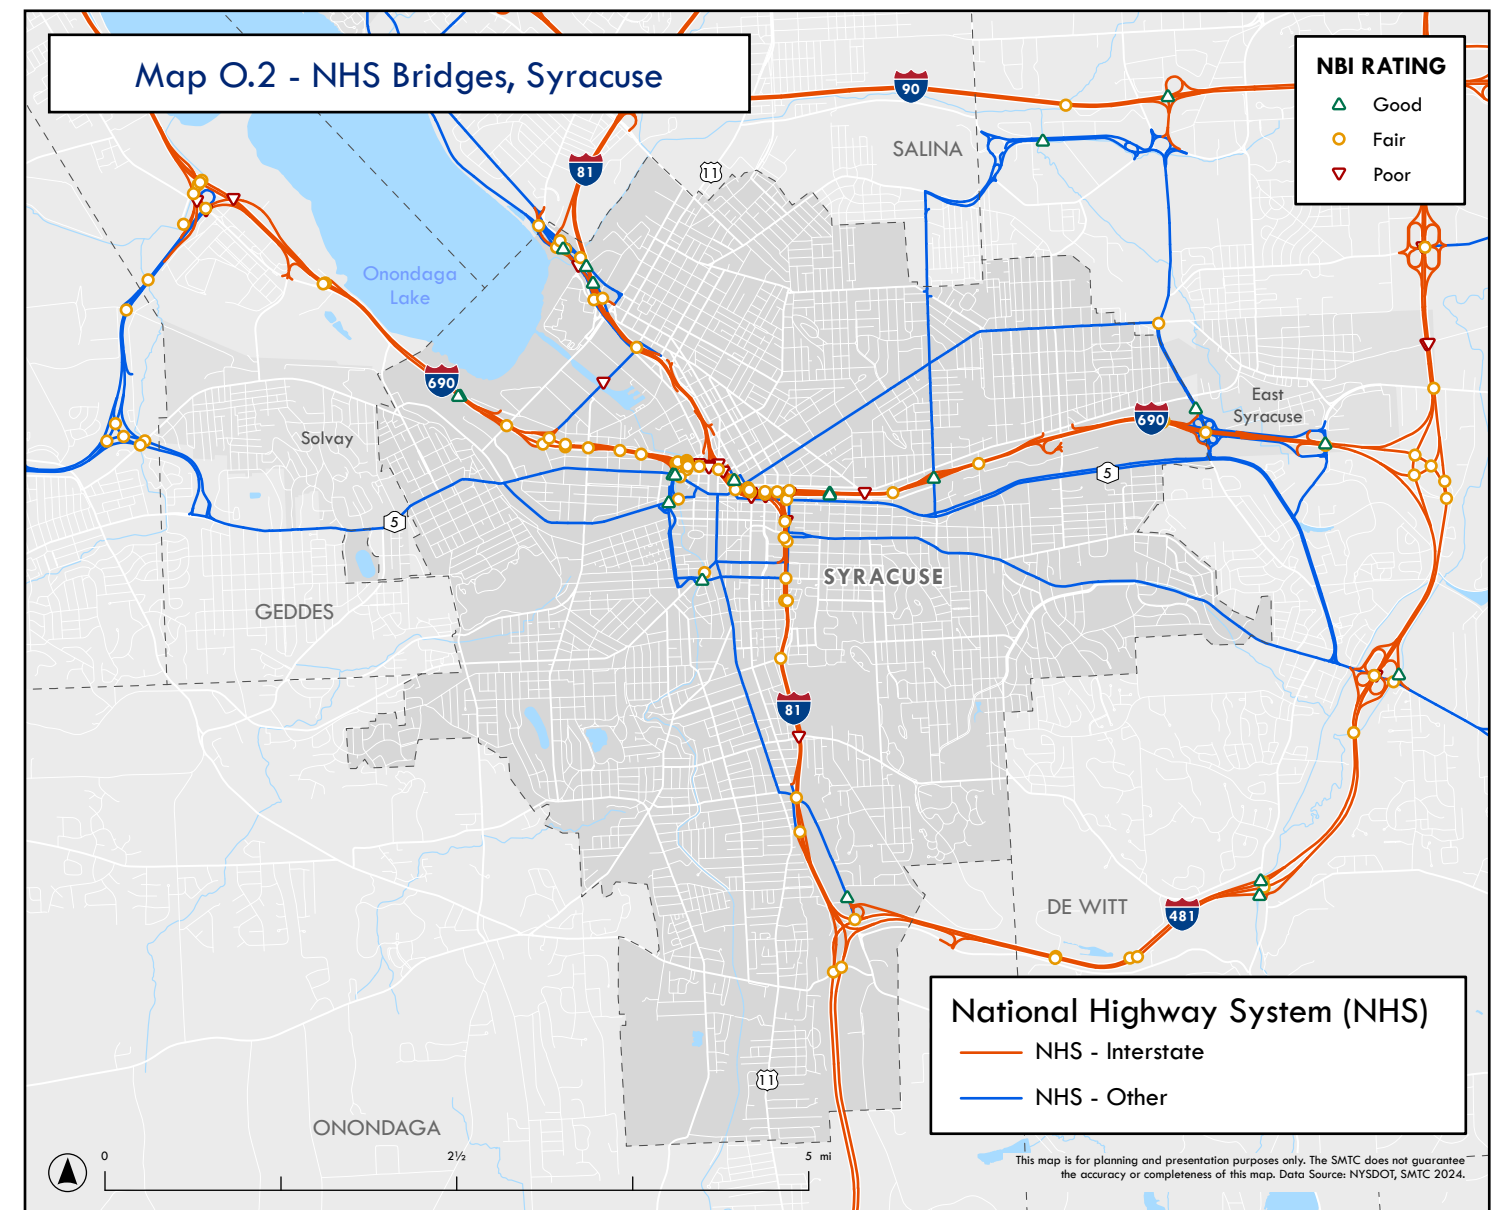 Map O.2 - NHS Bridges, Syracuse
NBI RATING
Good
Fair
Poor
90
SALINA
11
81
Onondaga
Lake
690
690
East
Syracuse
Solvay
5
5
SYRACUSE
GEDDES
81
DE WITT
481
National Highway System (NHS)
NHS - Interstate
NHS - Other
11
ONONDAGA
0 2½ 5 mi
This map is for planning and presentation purposes only. The SMTC does not guarantee
the accuracy or completeness of this map. Data Source: NYSDOT, SMTC 2024.